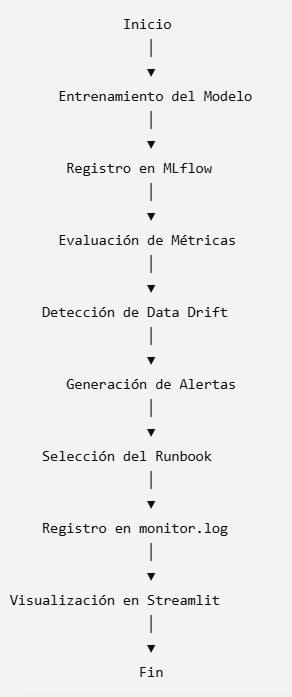 Inicio
│
▼
Entrenamiento del Modelo
│
▼
Registro en MLflow
│
▼
Evaluación de Métricas
│
▼
Detección de Data Drift
│
▼
Generación de Alertas
│
▼
Selección del Runbook
│
▼
Registro en monitor.log
│
▼
Visualización en Streamlit
│
▼
Fin